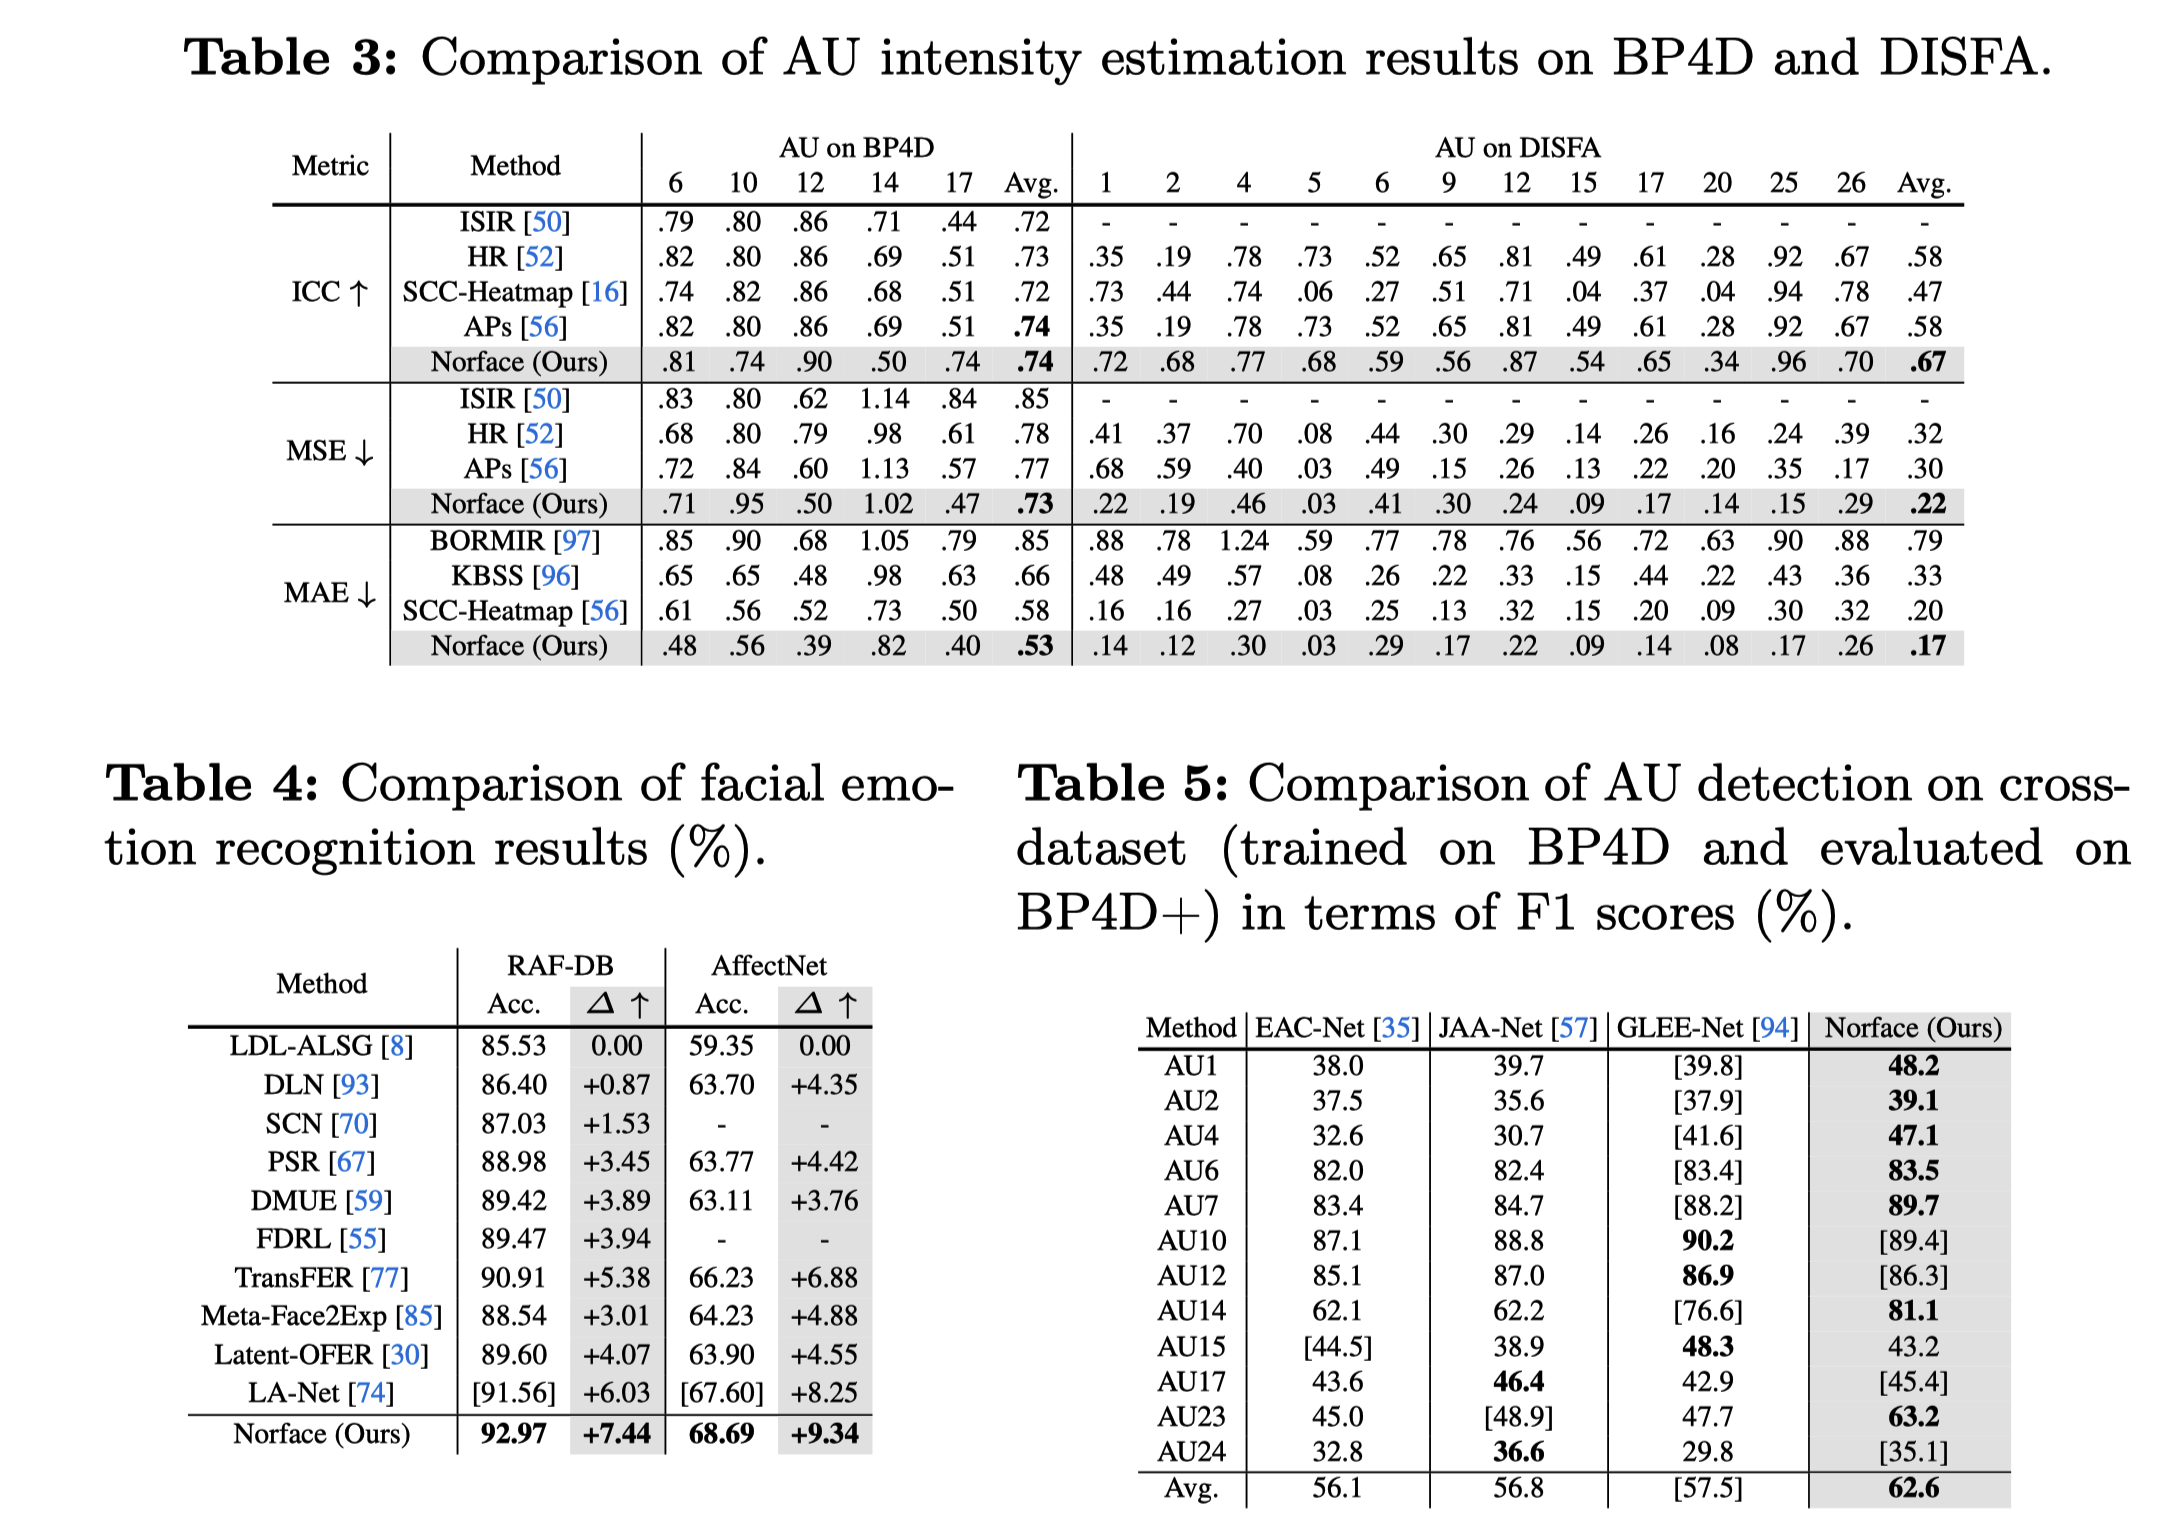 Table 3: Comparison of AU intensity estimation results on BP4D and DISFA.
Metric Method AU on BP4D AU on DISFA
6 10 12 14 17 Avg. 1 2 4 5 6 9 12 15 17 20 25 26 Avg.
ICC ↑
ISIR [50] .79 .80 .86 .71 .44 .72 - - - - - - - - - - - - -
HR [52] .82 .80 .86 .69 .51 .73 .35 .19 .78 .73 .52 .65 .81 .49 .61 .28 .92 .67 .58
SCC-Heatmap [16] .74 .82 .86 .68 .51 .72 .73 .44 .74 .06 .27 .51 .71 .04 .37 .04 .94 .78 .47
APs [56] .82 .80 .86 .69 .51 .74 .35 .19 .78 .73 .52 .65 .81 .49 .61 .28 .92 .67 .58
Norface (Ours) .81 .74 .90 .50 .74 .74 .72 .68 .77 .68 .59 .56 .87 .54 .65 .34 .96 .70 .67
MSE ↓
ISIR [50] .83 .80 .62 1.14 .84 .85 - - - - - - - - - - - - -
HR [52] .68 .80 .79 .98 .61 .78 .41 .37 .70 .08 .44 .30 .29 .14 .26 .16 .24 .39 .32
APs [56] .72 .84 .60 1.13 .57 .77 .68 .59 .40 .03 .49 .15 .26 .13 .22 .20 .35 .17 .30
Norface (Ours) .71 .95 .50 1.02 .47 .73 .22 .19 .46 .03 .41 .30 .24 .09 .17 .14 .15 .29 .22
MAE ↓
BORMIR [97] .85 .90 .68 1.05 .79 .85 .88 .78 1.24 .59 .77 .78 .76 .56 .72 .63 .90 .88 .79
KBSS [96] .65 .65 .48 .98 .63 .66 .48 .49 .57 .08 .26 .22 .33 .15 .44 .22 .43 .36 .33
SCC-Heatmap [56] .61 .56 .52 .73 .50 .58 .16 .16 .27 .03 .25 .13 .32 .15 .20 .09 .30 .32 .20
Norface (Ours) .48 .56 .39 .82 .40 .53 .14 .12 .30 .03 .29 .17 .22 .09 .14 .08 .17 .26 .17
Table 4: Comparison of facial emo-
tion recognition results (%).
Method RAF-DB AffectNet
Acc. Δ ↑ Acc. Δ ↑
LDL-ALSG [8] 85.53 0.00 59.35 0.00
DLN [93] 86.40 +0.87 63.70 +4.35
SCN [70] 87.03 +1.53 - -
PSR [67] 88.98 +3.45 63.77 +4.42
DMUE [59] 89.42 +3.89 63.11 +3.76
FDRL [55] 89.47 +3.94 - -
TransFER [77] 90.91 +5.38 66.23 +6.88
Meta-Face2Exp [85] 88.54 +3.01 64.23 +4.88
Latent-OFER [30] 89.60 +4.07 63.90 +4.55
LA-Net [74] [91.56] +6.03 [67.60] +8.25
Norface (Ours) 92.97 +7.44 68.69 +9.34
Table 5: Comparison of AU detection on cross-
dataset (trained on BP4D and evaluated on
BP4D+) in terms of F1 scores (%).
Method EAC-Net [35] JAA-Net [57] GLEE-Net [94] Norface (Ours)
AU1 38.0 39.7 [39.8] 48.2
AU2 37.5 35.6 [37.9] 39.1
AU4 32.6 30.7 [41.6] 47.1
AU6 82.0 82.4 [83.4] 83.5
AU7 83.4 84.7 [88.2] 89.7
AU10 87.1 88.8 90.2 [89.4]
AU12 85.1 87.0 86.9 [86.3]
AU14 62.1 62.2 [76.6] 81.1
AU15 [44.5] 38.9 48.3 43.2
AU17 43.6 46.4 42.9 [45.4]
AU23 45.0 [48.9] 47.7 63.2
AU24 32.8 36.6 29.8 [35.1]
Avg. 56.1 56.8 [57.5] 62.6